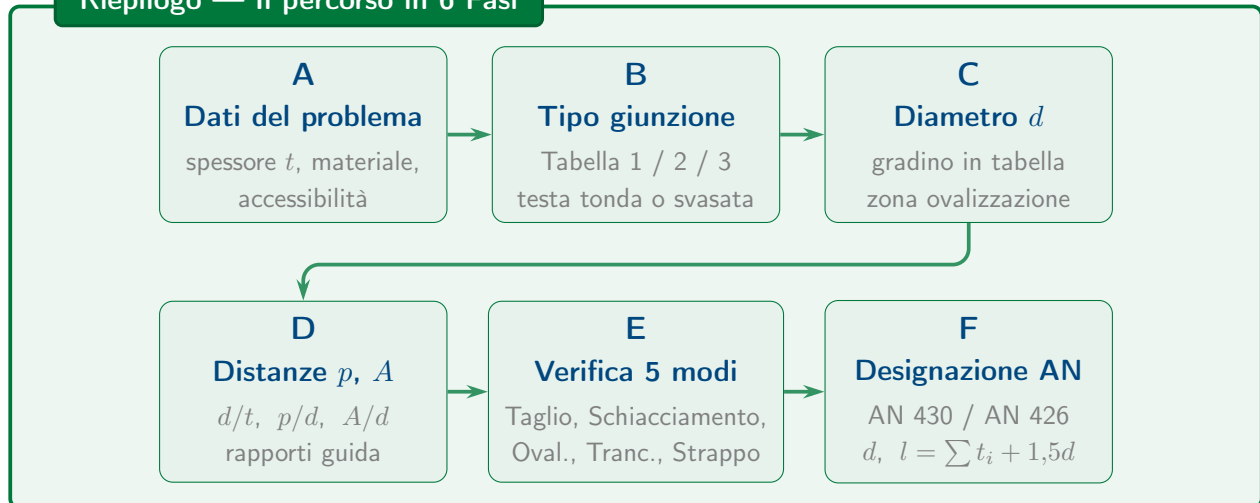 Riepilogo — Il percorso in 6 Fasi
A
Dati del problema
spessore t, materiale,
accessibilità
B
Tipo giunzione
Tabella 1 / 2 / 3
testa tonda o svasata
C
Diametro d
gradino in tabella
zona ovalizzazione
D
Distanze p, A
d/t, p/d, A/d
rapporti guida
E
Verifica 5 modi
Taglio, Schiacciamento,
Oval., Tranc., Strappo
F
Designazione AN
AN 430 / AN 426
d, l = ∑ tᵢ + 1,5d